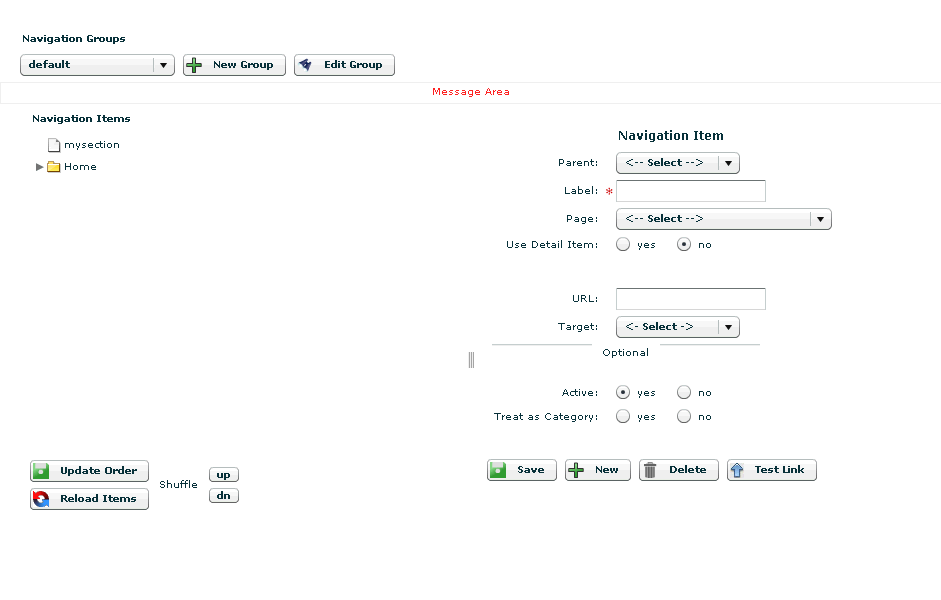 Navigation Groups
default New Group Edit Group
Message Area
Navigation Items
mysection
Home
Navigation Item
Parent: <-- Select -->
Label: *
Page: <-- Select -->
Use Detail Item: yes no
URL:
Target: <- Select ->
Optional
Active: yes no
Treat as Category: yes no
Update Order
Reload Items
Shuffle
up
dn
Save New Delete Test Link